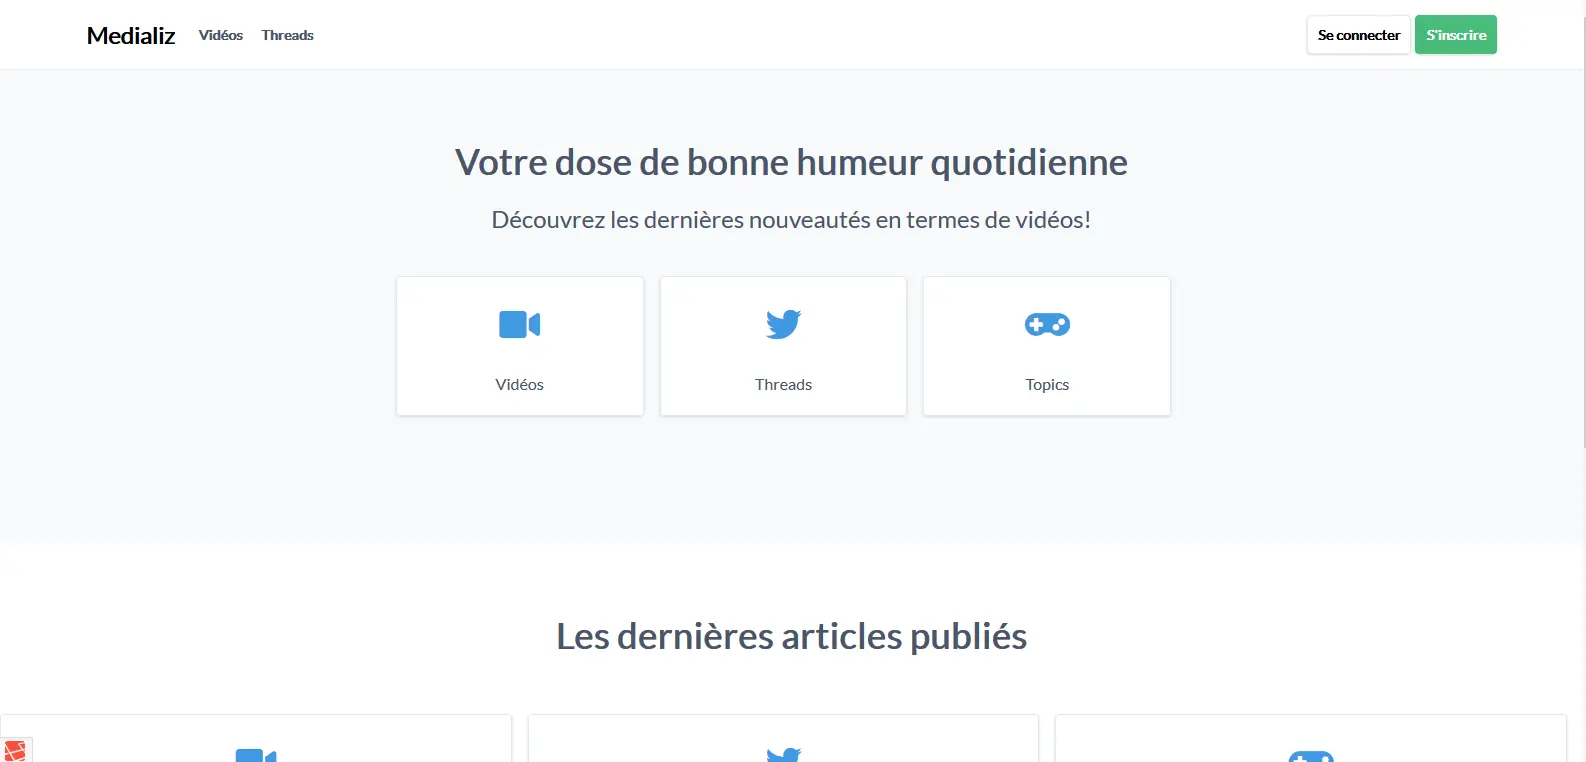 Medializ Vidéos Threads Se connecter S'inscrire
Votre dose de bonne humeur quotidienne
Découvrez les dernières nouveautés en termes de vidéos!
Vidéos Threads Topics
Les dernières articles publiés